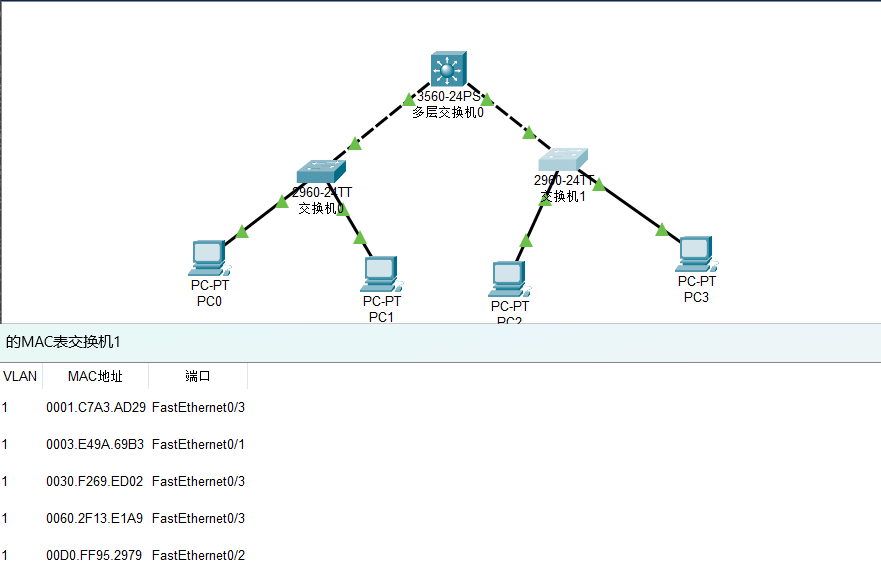 3560-24PS
多层交换机0
2960-24TT
交换机0
2960-24TT
交换机1
PC-PT
PC0
PC-PT
PC1
PC-PT
PC2
PC-PT
PC3
的MAC表交换机1
VLAN MAC地址 端口
1 0001.C7A3.AD29 FastEthernet0/3
1 0003.E49A.69B3 FastEthernet0/1
1 0030.F269.ED02 FastEthernet0/3
1 0060.2F13.E1A9 FastEthernet0/3
1 00D0.FF95.2979 FastEthernet0/2